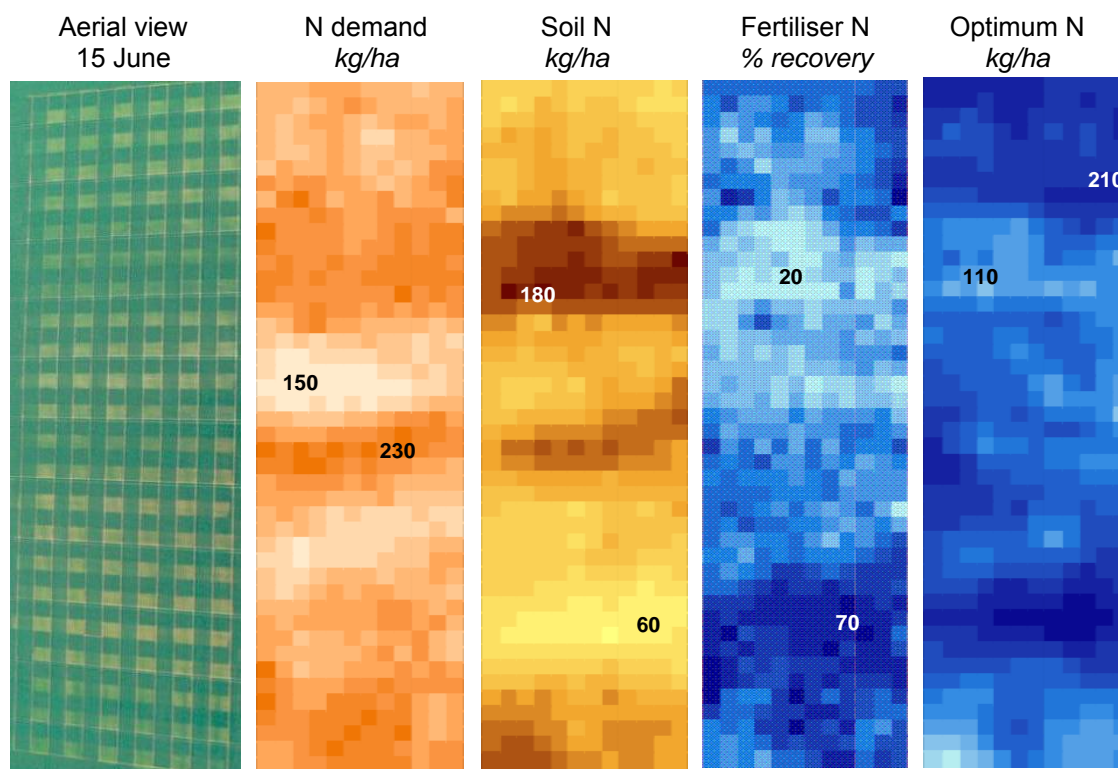 Aerial view
15 June
N demand
kg/ha
Soil N
kg/ha
Fertiliser N
% recovery
Optimum N
kg/ha
210
180
20
110
150
230
60
70